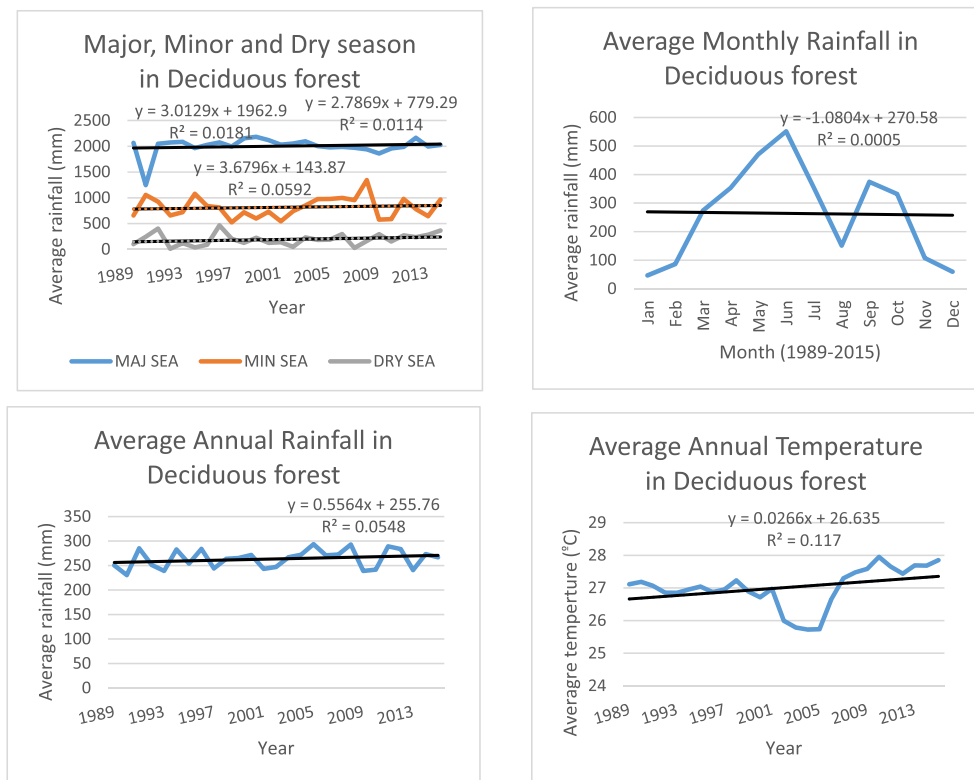 Major, Minor and Dry season
in Deciduous forest
y = 3.0129x + 1962.9
R² = 0.0181
y = 2.7869x + 779.29
R² = 0.0114
y = 3.6796x + 143.87
R² = 0.0592
Average rainfall (mm)
2500
2000
1500
1000
500
0
1989 1993 1997 2001 2005 2009 2013
Year
MAJ SEA MIN SEA DRY SEA
Average Monthly Rainfall in
Deciduous forest
y = -1.0804x + 270.58
R² = 0.0005
Average rainfall (mm)
600
500
400
300
200
100
0
Jan Feb Mar Apr May Jun Jul Aug Sep Oct Nov Dec
Month (1989-2015)
Average Annual Rainfall in
Deciduous forest
y = 0.5564x + 255.76
R² = 0.0548
Average rainfall (mm)
350
300
250
200
150
100
50
0
1989 1993 1997 2001 2005 2009 2013
Year
Average Annual Temperature
in Deciduous forest
y = 0.0266x + 26.635
R² = 0.117
Averagre temperture (°C)
29
28
27
26
25
24
1989 1993 1997 2001 2005 2009 2013
Year